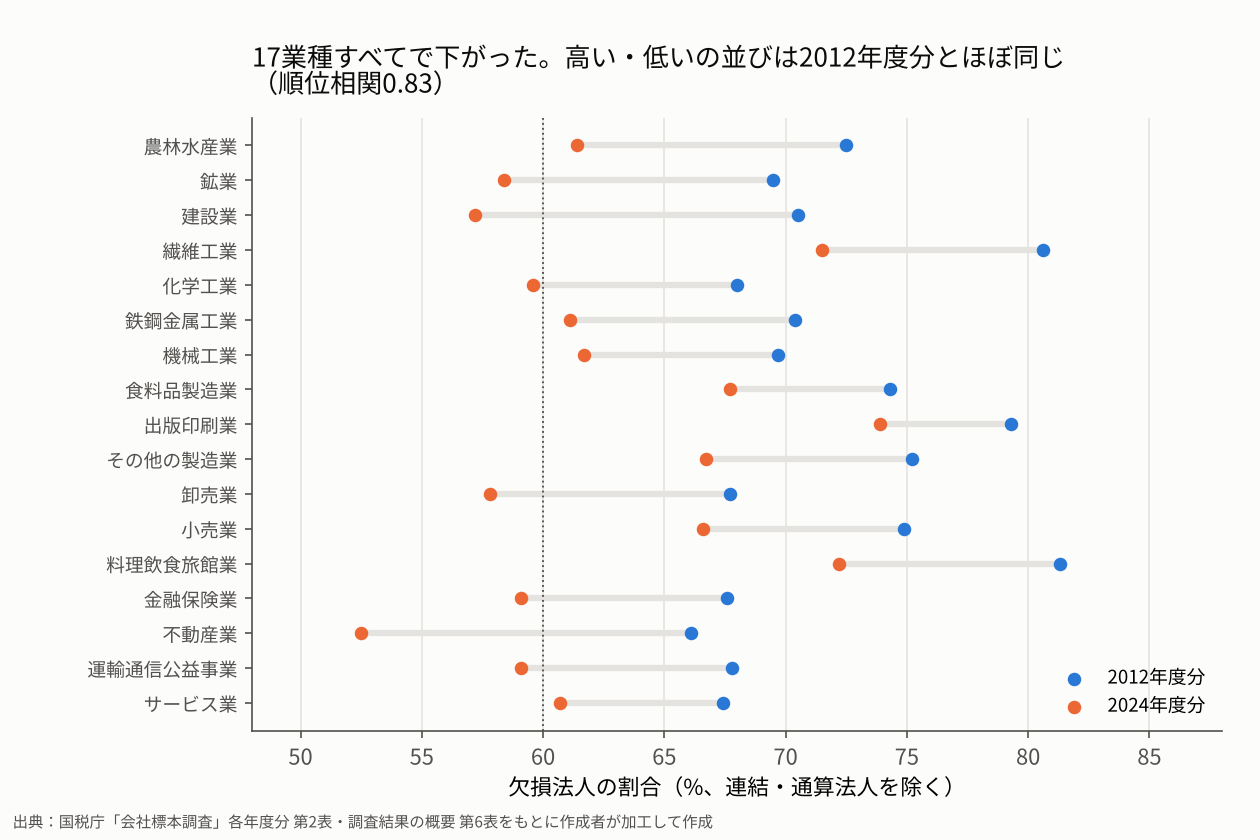 17業種すべてで下がった。高い・低いの並びは2012年度分とほぼ同じ
（順位相関0.83）
農林水産業
鉱業
建設業
繊維工業
化学工業
鉄鋼金属工業
機械工業
食料品製造業
出版印刷業
その他の製造業
卸売業
小売業
料理飲食旅館業
金融保険業
不動産業
運輸通信公益事業
サービス業
2012年度分
2024年度分
50 55 60 65 70 75 80 85
欠損法人の割合（%、連結・通算法人を除く）
出典：国税庁「会社標本調査」各年度分 第2表・調査結果の概要 第6表をもとに作成者が加工して作成